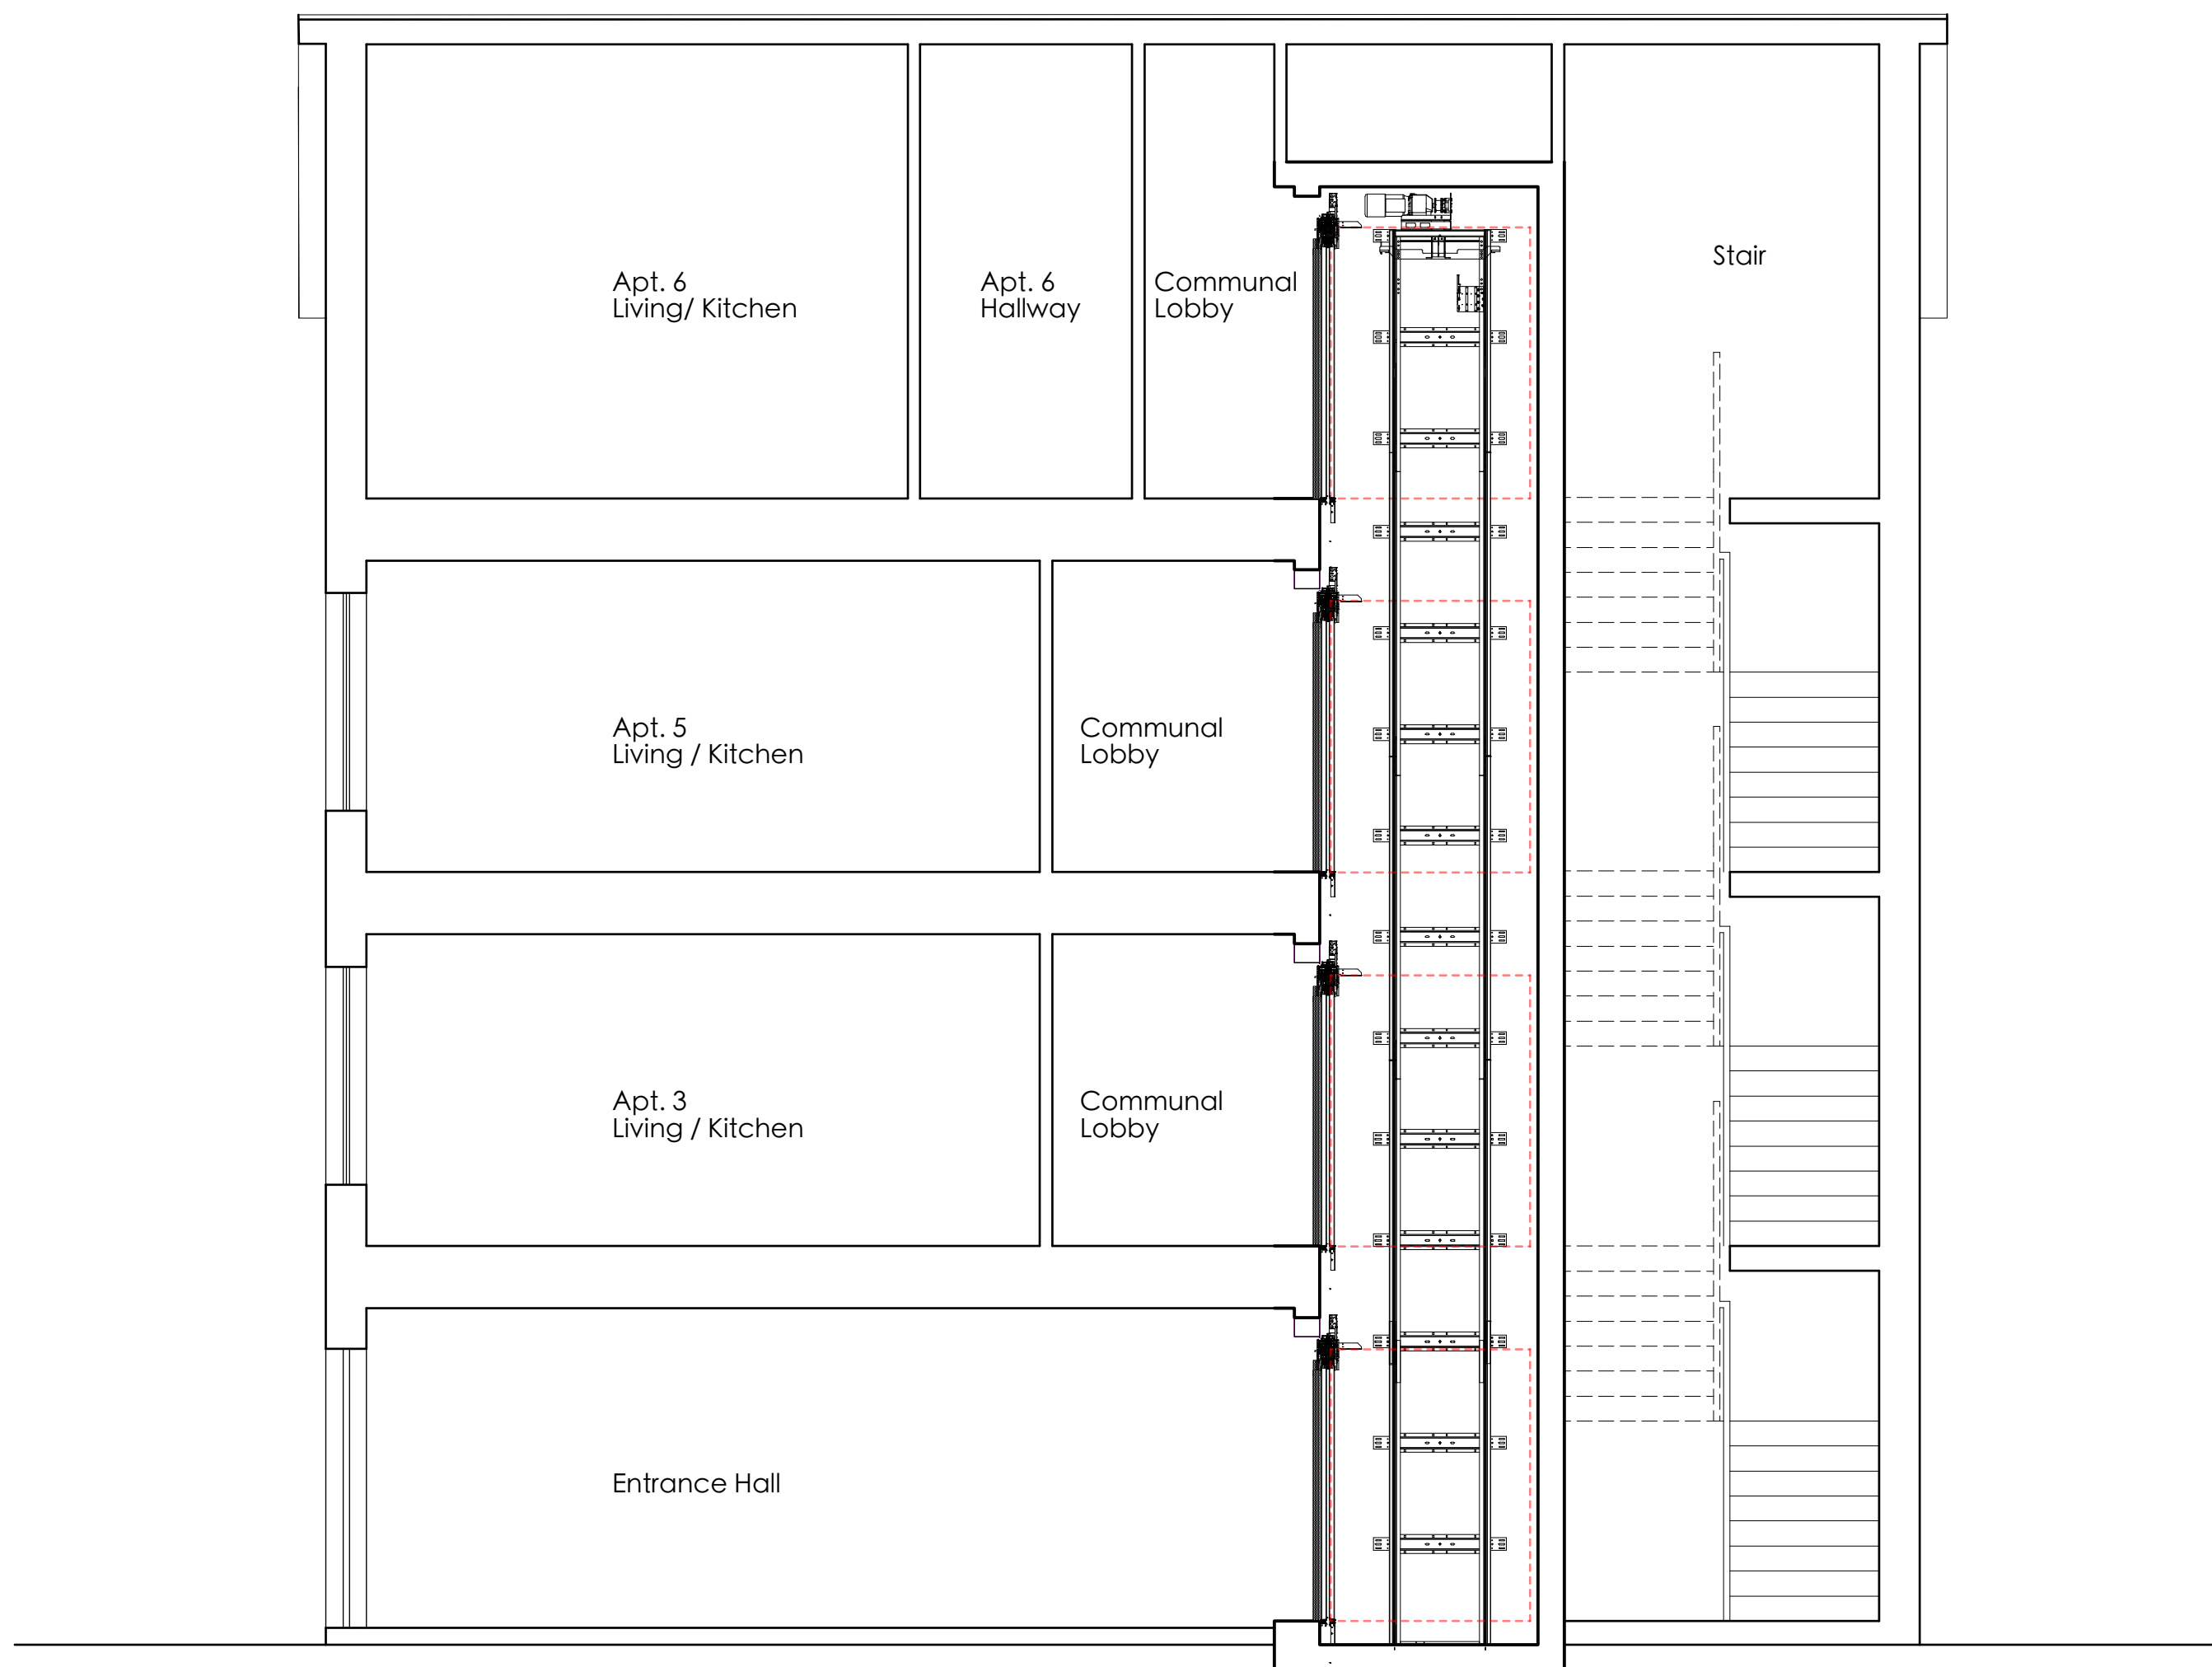 Stair
Apt. 6
Living/ Kitchen
Apt. 6
Hallway
Communal
Lobby
Apt. 5
Living / Kitchen
Communal
Lobby
Apt. 3
Living / Kitchen
Communal
Lobby
Entrance Hall